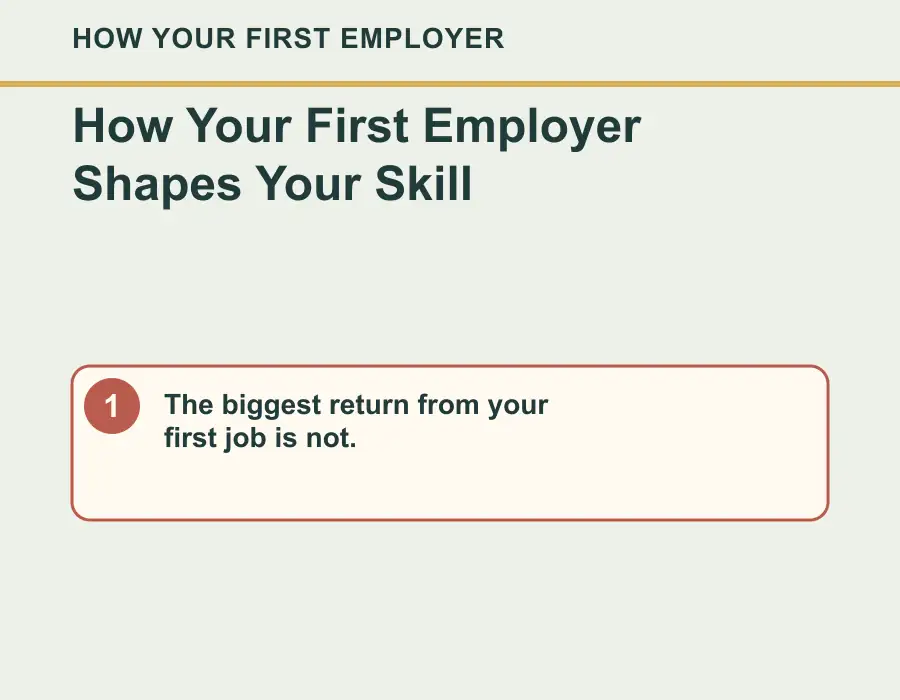 HOW YOUR FIRST EMPLOYER
How Your First Employer
Shapes Your Skill
1
The biggest return from your
first job is not.